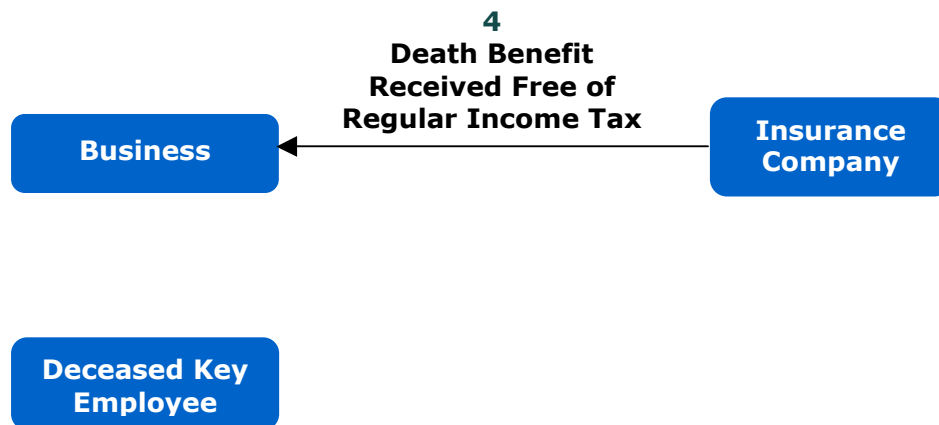 4
Death Benefit
Received Free of
Regular Income Tax
Business
Insurance
Company
Deceased Key
Employee